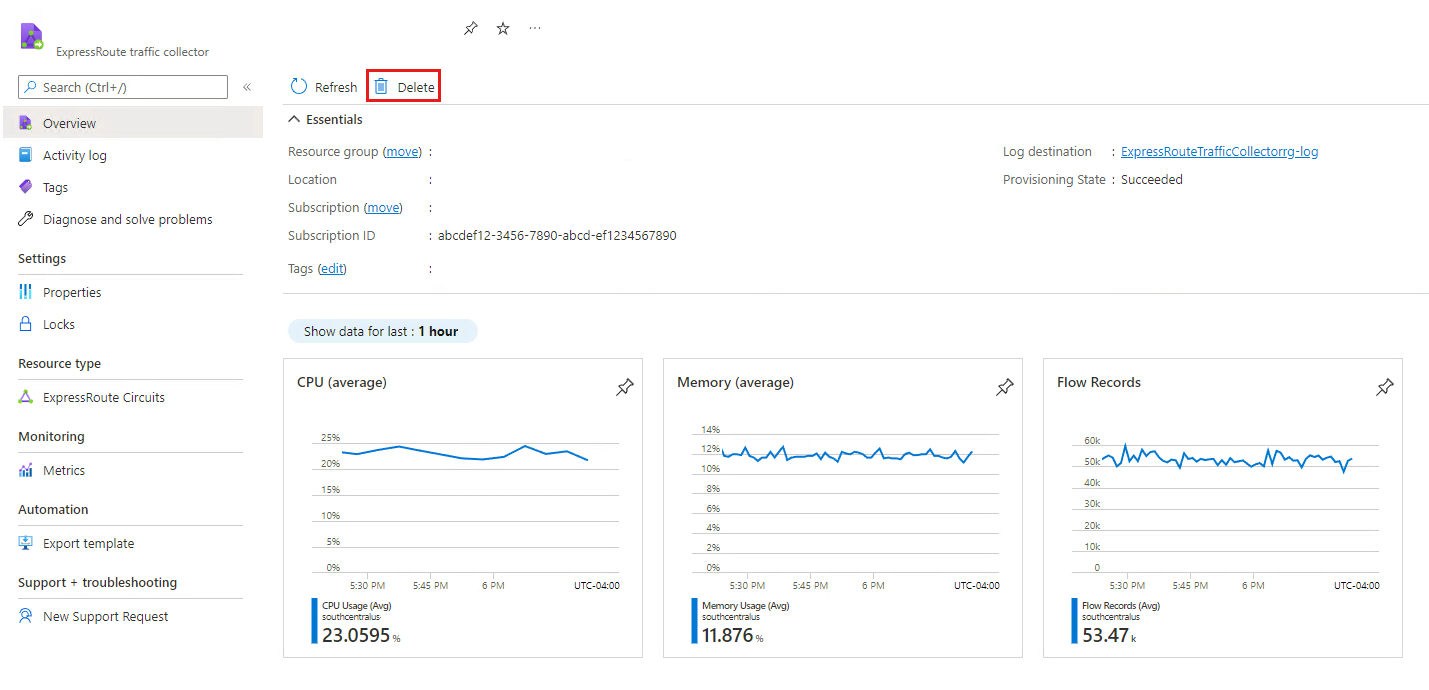 ExpressRoute traffic collector
Search (Ctrl+/)
«
Overview
Activity log
Tags
Diagnose and solve problems
Settings
Properties
Locks
Resource type
ExpressRoute Circuits
Monitoring
Metrics
Automation
Export template
Support + troubleshooting
New Support Request
Refresh Delete
Essentials
Resource group (move) :
Location :
Subscription (move) :
Subscription ID : abcdef12-3456-7890-abcd-ef1234567890
Tags (edit) :
Log destination : ExpressRouteTrafficCollectorrg-log
Provisioning State : Succeeded
Show data for last : 1 hour
CPU (average)
25%
20%
15%
10%
5%
0%
5:30 PM 5:45 PM 6 PM UTC-04:00
CPU Usage (Avg)
southcentralus
23.0595 %
Memory (average)
14%
12%
10%
8%
6%
4%
2%
0%
5:30 PM 5:45 PM 6 PM UTC-04:00
Memory Usage (Avg)
southcentralus
11.876 %
Flow Records
60k
50k
40k
30k
20k
10k
0
5:30 PM 5:45 PM 6 PM UTC-04:00
Flow Records (Avg)
southcentralus
53.47 k